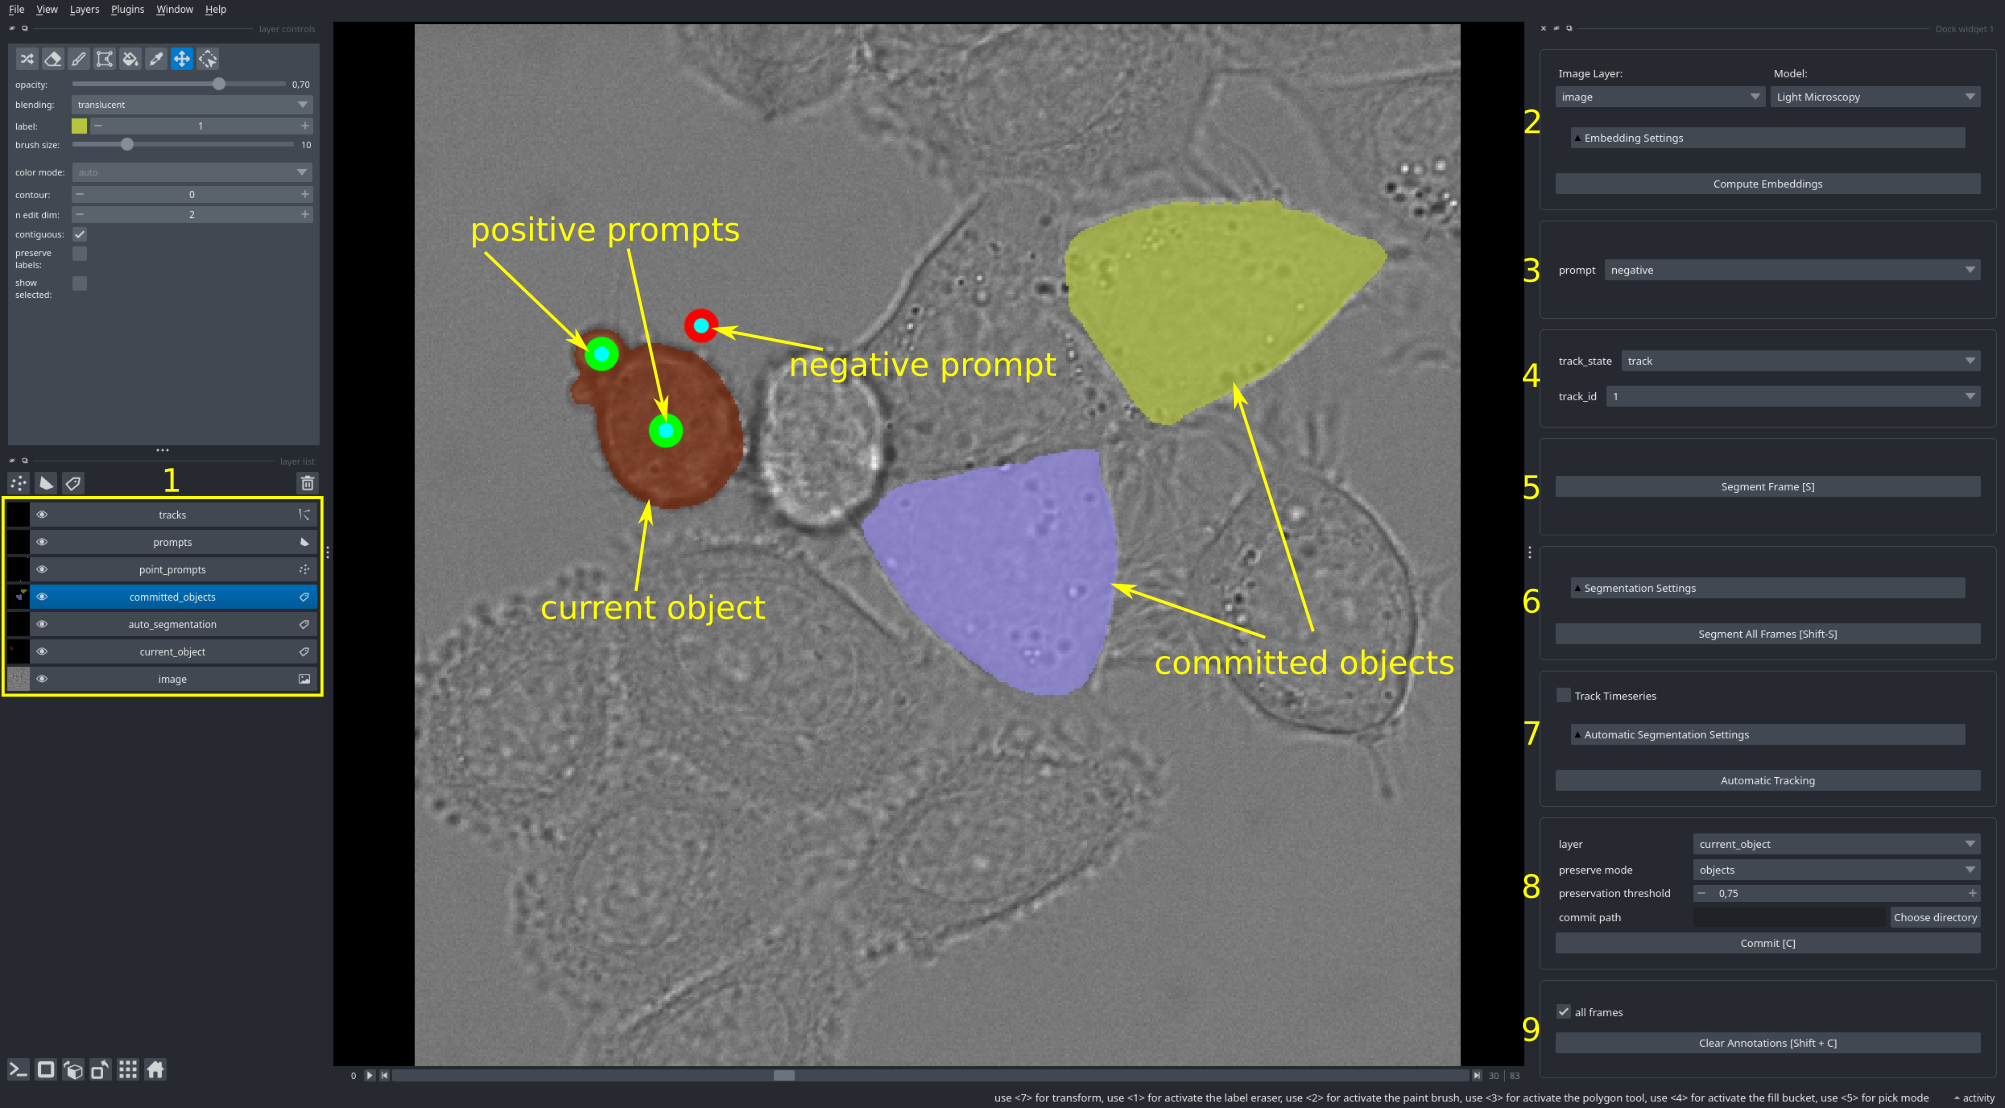 File View Layers Plugins Window Help
layer controls
opacity: 0,70
blending: translucent
label: 1
brush size: 10
color mode: auto
contour: 0
n edit dim: 2
contiguous:
preserve
labels:
show
selected:
layer list
1
tracks
prompts
point_prompts
committed_objects
auto_segmentation
current_object
image
positive prompts
negative prompt
current object
committed objects
0
30 | 83
Dock widget 1
2
Image Layer: Model:
image Light Microscopy
Embedding Settings
Compute Embeddings
3
prompt negative
4
track_state track
track_id 1
5
Segment Frame [S]
6
Segmentation Settings
Segment All Frames [Shift-S]
7
Track Timeseries
Automatic Segmentation Settings
Automatic Tracking
8
layer current_object
preserve mode objects
preservation threshold 0,75
commit path Choose directory
Commit [C]
9
all frames
Clear Annotations [Shift + C]
use <7> for transform, use <1> for activate the label eraser, use <2> for activate the paint brush, use <3> for activate the polygon tool, use <4> for activate the fill bucket, use <5> for pick mode
activity